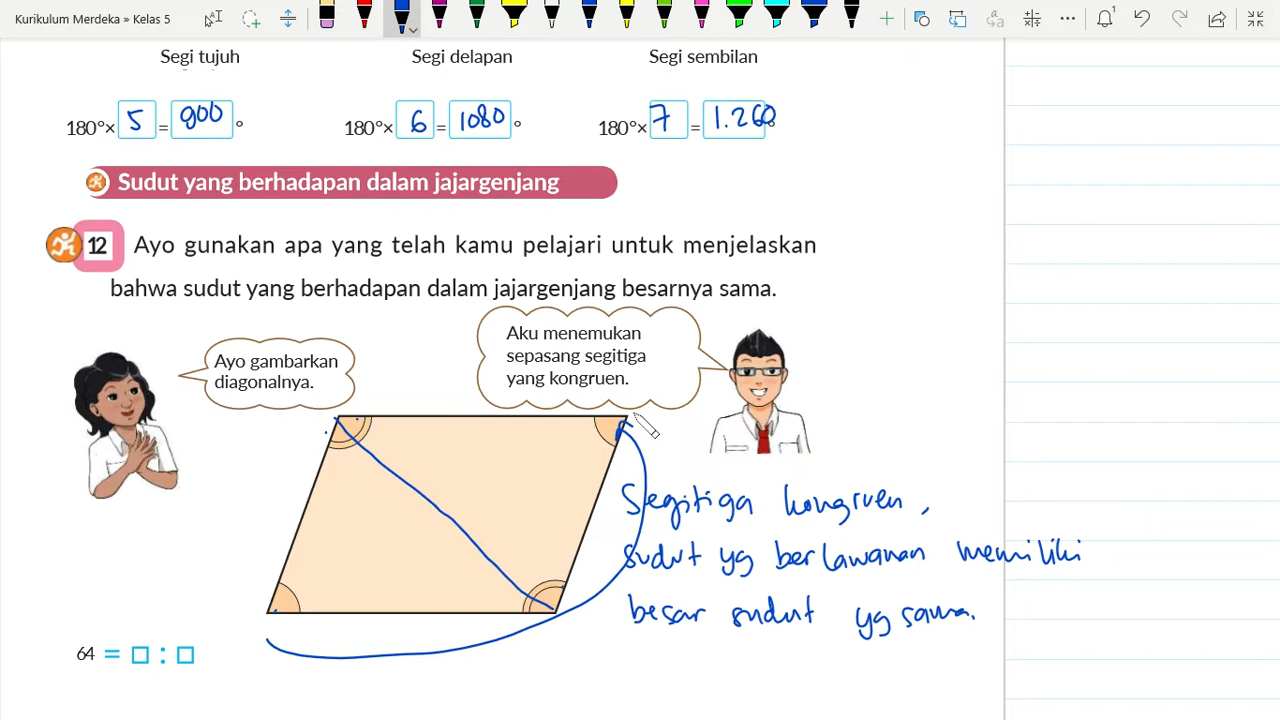 Kurikulum Merdeka » Kelas 5
Segi tujuh Segi delapan Segi sembilan
180°× 5 = 900 ° 180°× 6 = 1080 ° 180°× 7 = 1.260 °
Sudut yang berhadapan dalam jajargenjang
12 Ayo gunakan apa yang telah kamu pelajari untuk menjelaskan
bahwa sudut yang berhadapan dalam jajargenjang besarnya sama.
Ayo gambarkan
diagonalnya.
Aku menemukan
sepasang segitiga
yang kongruen.
Segitiga kongruen,
sudut yg berlawanan memiliki
besar sudut yg sama.
64 = □ : □